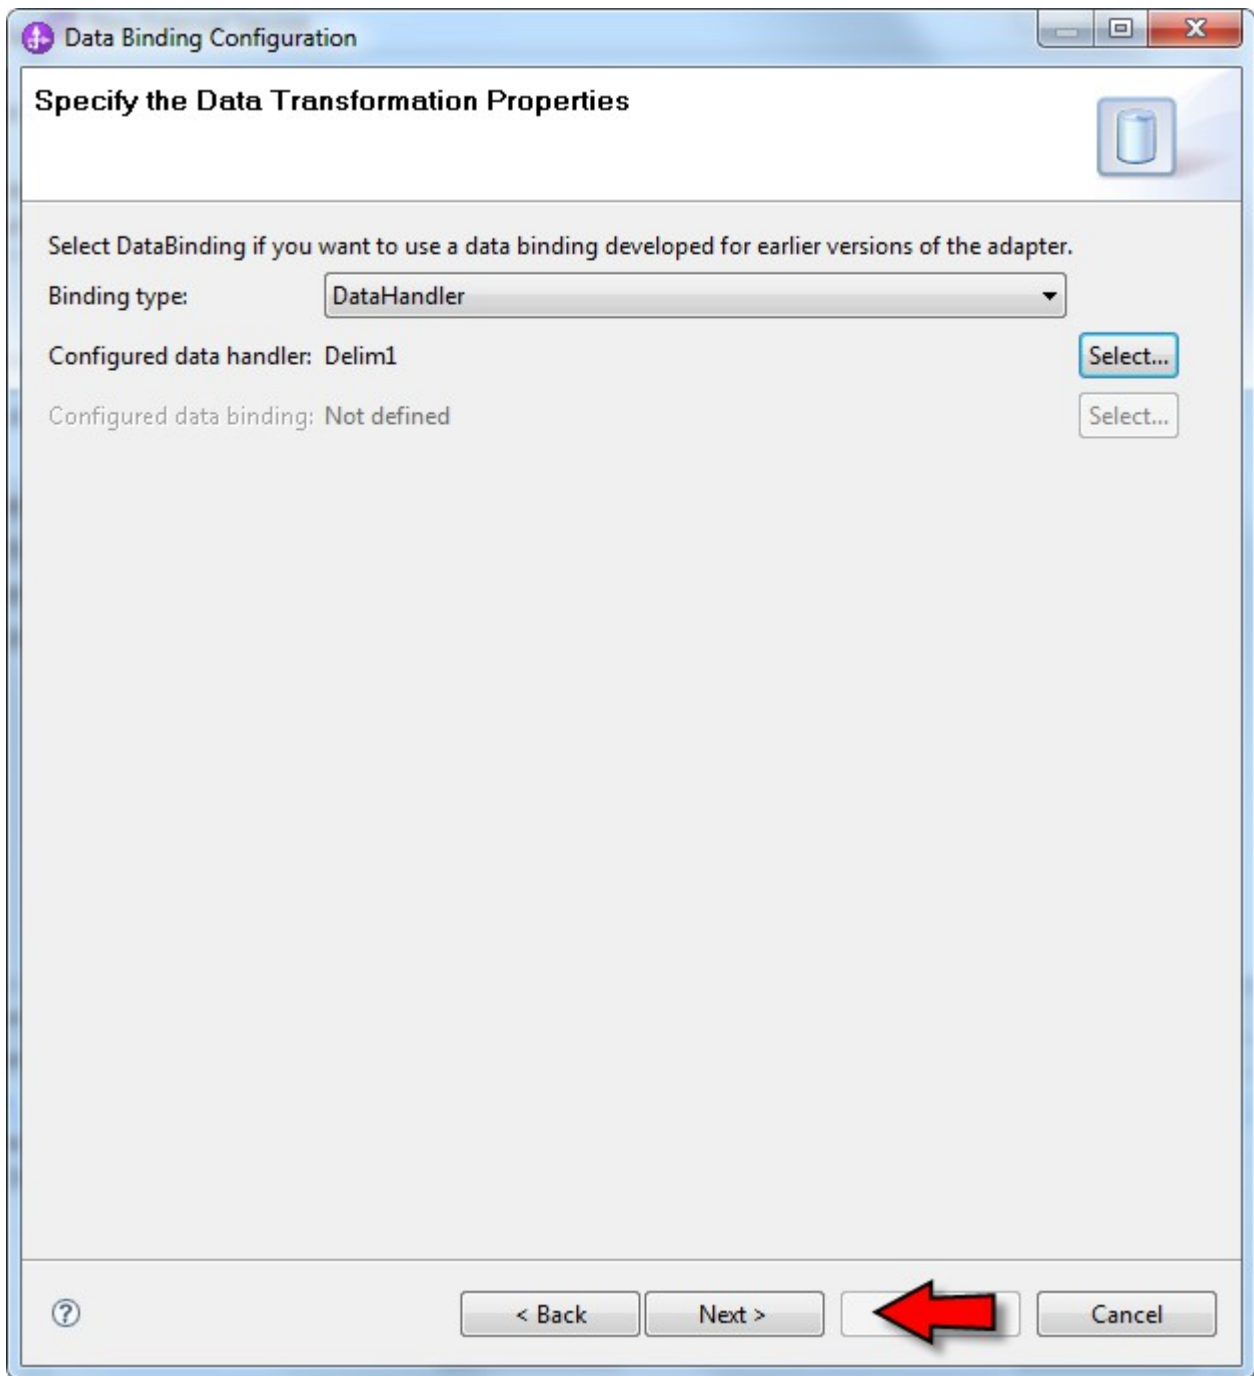 Data Binding Configuration
Specify the Data Transformation Properties
Select DataBinding if you want to use a data binding developed for earlier versions of the adapter.
Binding type: DataHandler
Configured data handler: Delim1 Select...
Configured data binding: Not defined Select...
< Back Next > Cancel